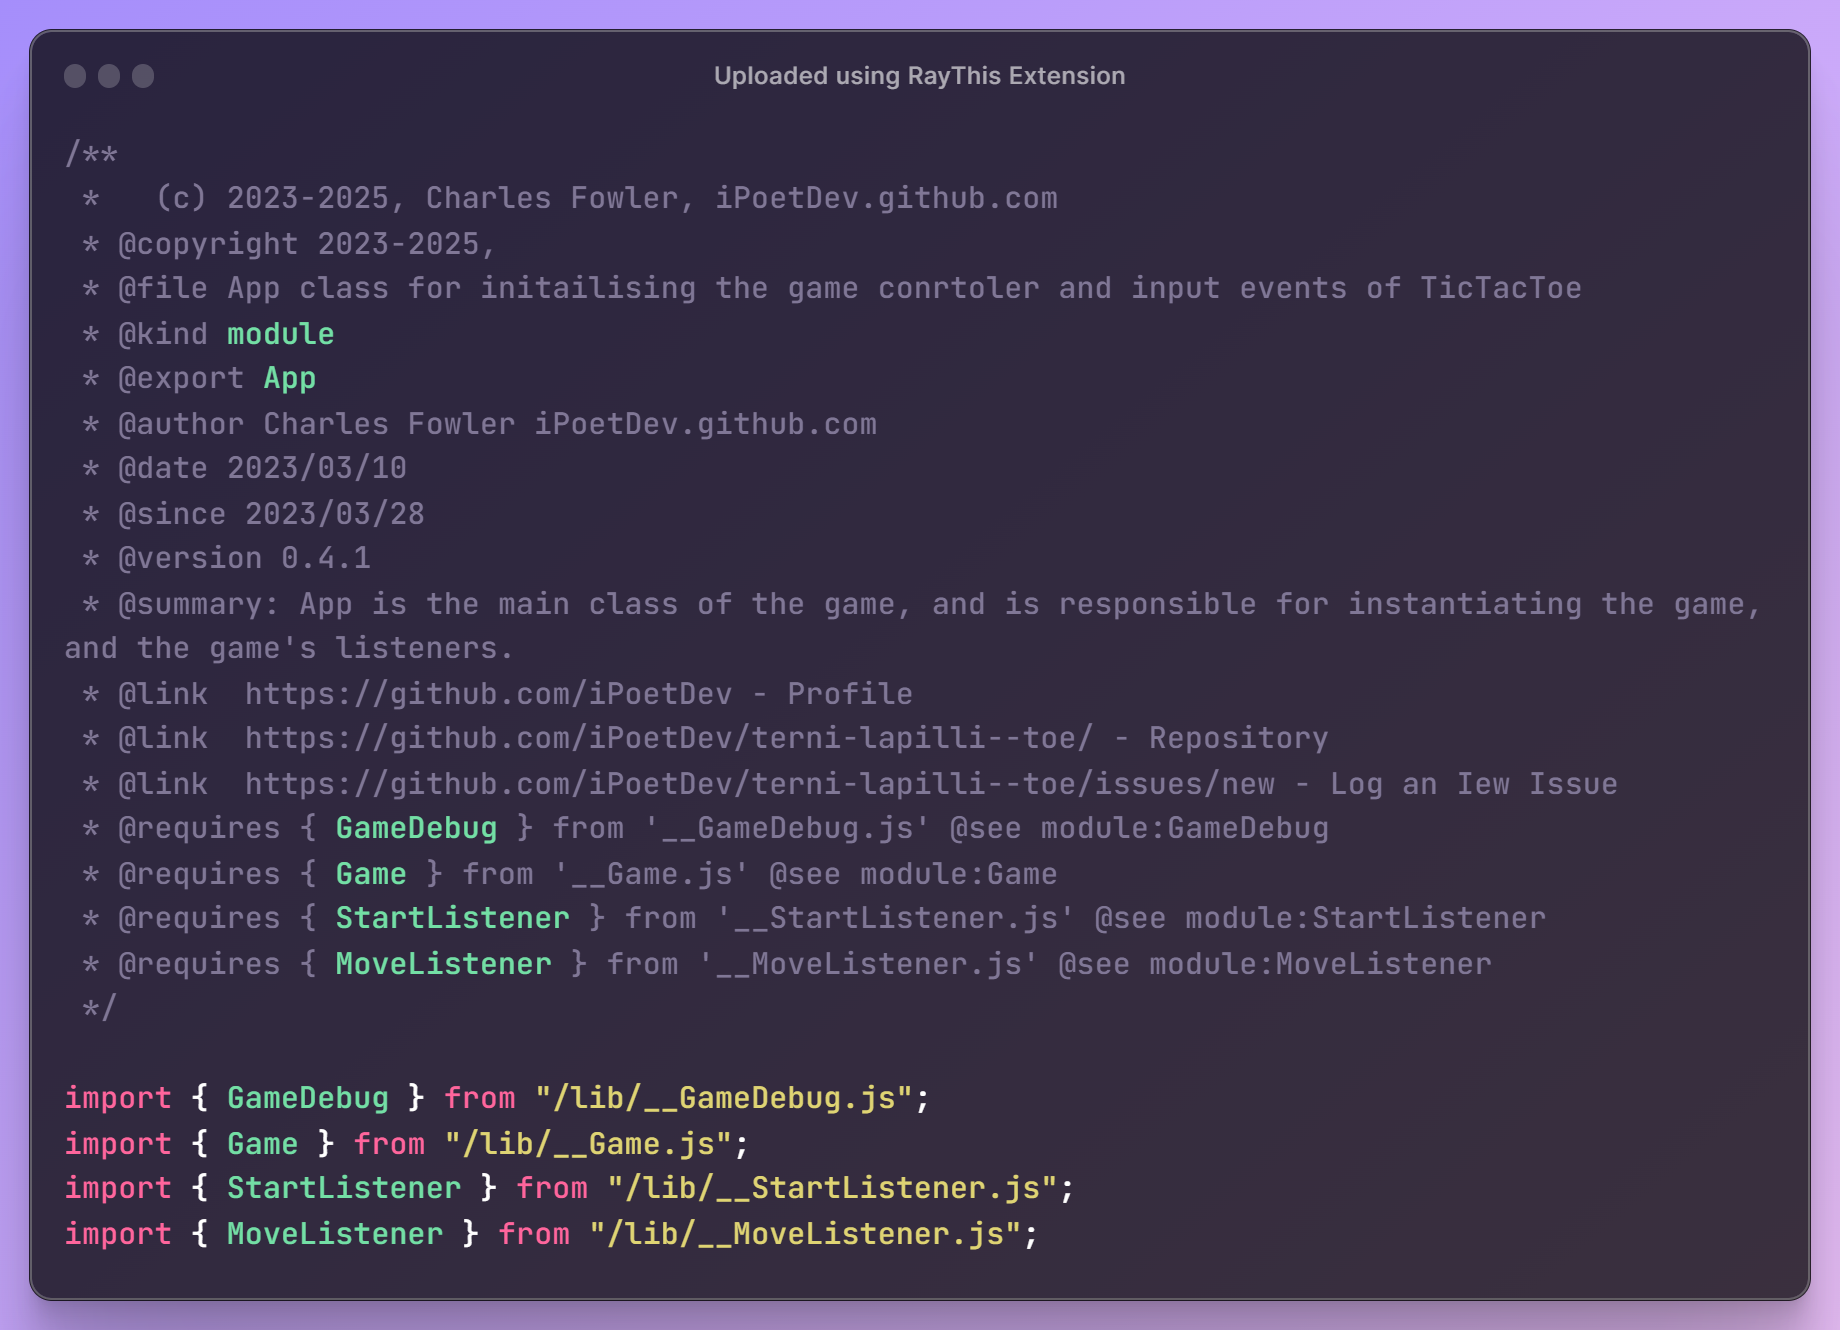 Uploaded using RayThis Extension
/**
 *   (c) 2023-2025, Charles Fowler, iPoetDev.github.com
 * @copyright 2023-2025,
 * @file App class for initailising the game conrtoler and input events of TicTacToe
 * @kind module
 * @export App
 * @author Charles Fowler iPoetDev.github.com
 * @date 2023/03/10
 * @since 2023/03/28
 * @version 0.4.1
 * @summary: App is the main class of the game, and is responsible for instantiating the game,
and the game's listeners.
 * @link  https://github.com/iPoetDev - Profile
 * @link  https://github.com/iPoetDev/terni-lapilli--toe/ - Repository
 * @link  https://github.com/iPoetDev/terni-lapilli--toe/issues/new - Log an Iew Issue
 * @requires { GameDebug } from '__GameDebug.js' @see module:GameDebug
 * @requires { Game } from '__Game.js' @see module:Game
 * @requires { StartListener } from '__StartListener.js' @see module:StartListener
 * @requires { MoveListener } from '__MoveListener.js' @see module:MoveListener
 */
import { GameDebug } from "/lib/__GameDebug.js";
import { Game } from "/lib/__Game.js";
import { StartListener } from "/lib/__StartListener.js";
import { MoveListener } from "/lib/__MoveListener.js";